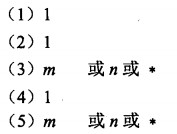 （1）1
（2）1
（3）m 或 n 或 *
（4）1
（5）m 或 n 或 *